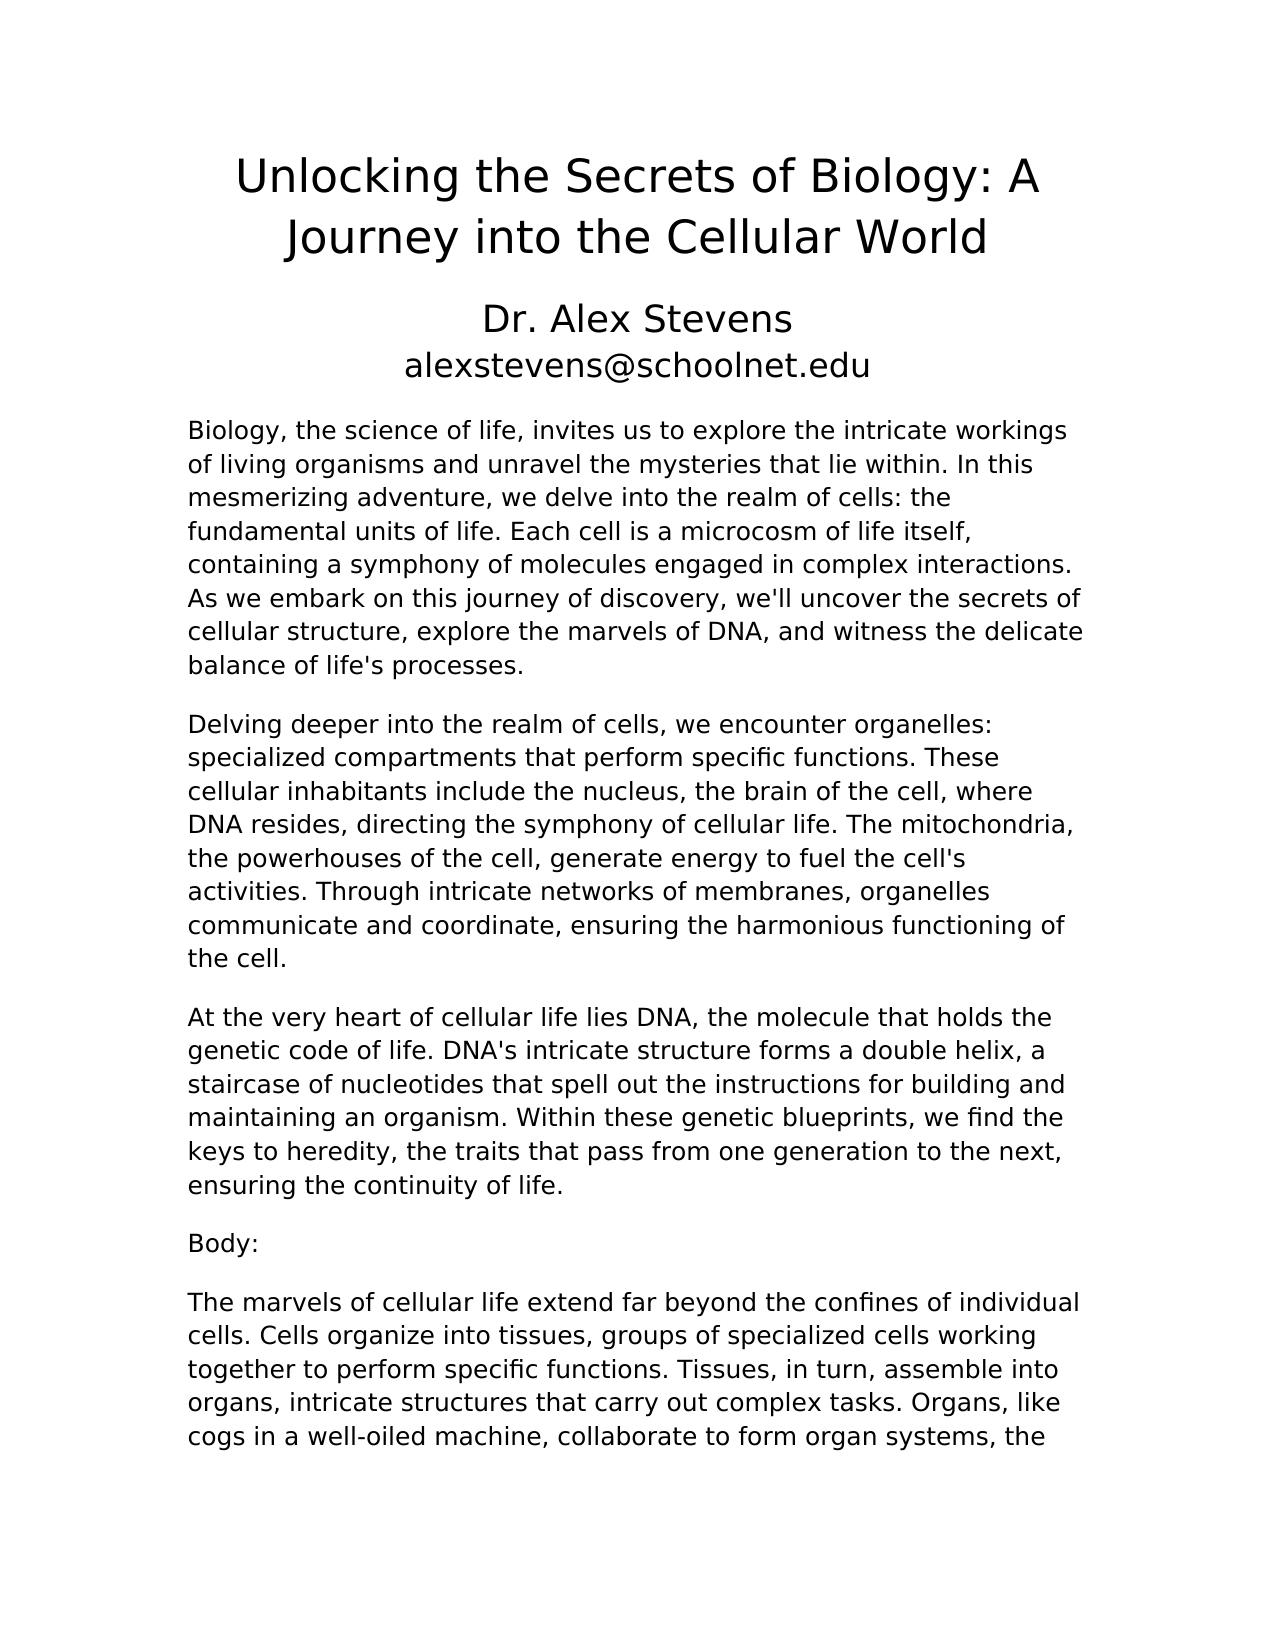 Unlocking the Secrets of Biology: A
Journey into the Cellular World
Dr. Alex Stevens
alexstevens@schoolnet.edu
Biology, the science of life, invites us to explore the intricate workings
of living organisms and unravel the mysteries that lie within. In this
mesmerizing adventure, we delve into the realm of cells: the
fundamental units of life. Each cell is a microcosm of life itself,
containing a symphony of molecules engaged in complex interactions.
As we embark on this journey of discovery, we'll uncover the secrets of
cellular structure, explore the marvels of DNA, and witness the delicate
balance of life's processes.
Delving deeper into the realm of cells, we encounter organelles:
specialized compartments that perform specific functions. These
cellular inhabitants include the nucleus, the brain of the cell, where
DNA resides, directing the symphony of cellular life. The mitochondria,
the powerhouses of the cell, generate energy to fuel the cell's
activities. Through intricate networks of membranes, organelles
communicate and coordinate, ensuring the harmonious functioning of
the cell.
At the very heart of cellular life lies DNA, the molecule that holds the
genetic code of life. DNA's intricate structure forms a double helix, a
staircase of nucleotides that spell out the instructions for building and
maintaining an organism. Within these genetic blueprints, we find the
keys to heredity, the traits that pass from one generation to the next,
ensuring the continuity of life.
Body:
The marvels of cellular life extend far beyond the confines of individual
cells. Cells organize into tissues, groups of specialized cells working
together to perform specific functions. Tissues, in turn, assemble into
organs, intricate structures that carry out complex tasks. Organs, like
cogs in a well-oiled machine, collaborate to form organ systems, the